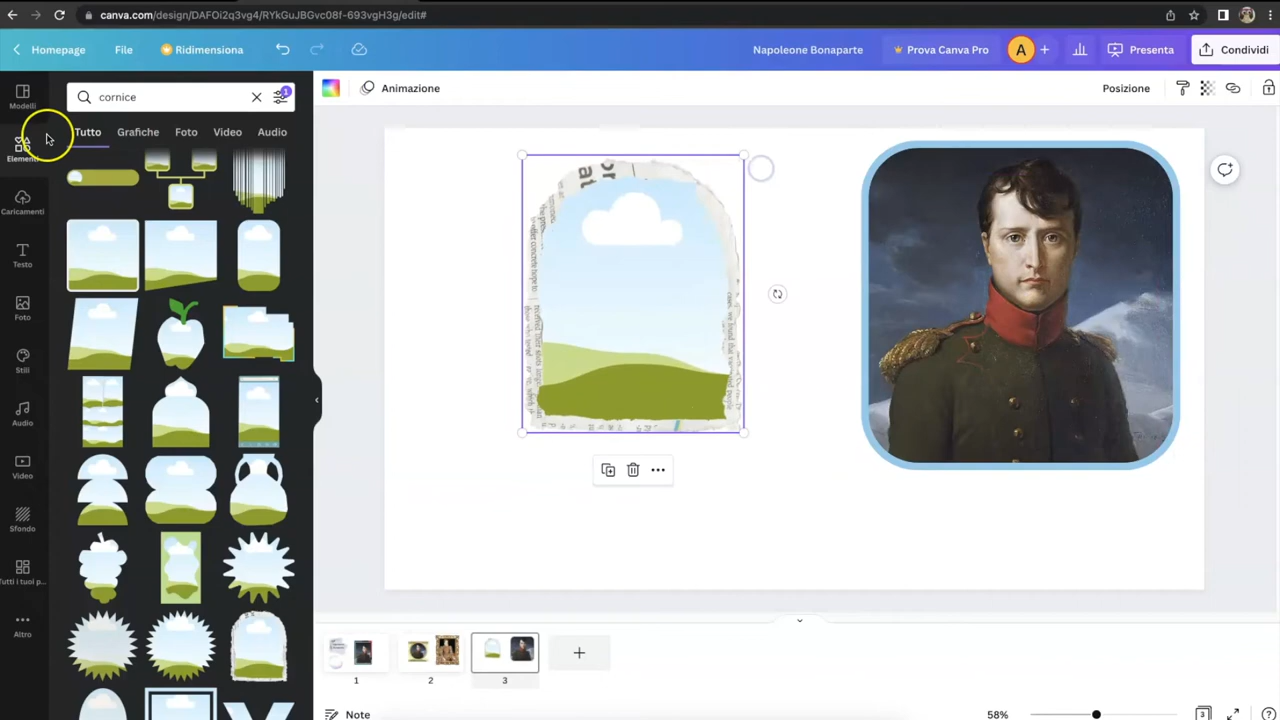 canva.com/design/DAFOi2q3vg4/RYkGuJBGvc08f-693vgH3g/edit#
Homepage
File
Ridimensiona
Napoleone Bonaparte
Prova Canva Pro
A
Presenta
Condividi
Modelli
cornice
1
Animazione
Posizione
Tutto
Grafiche
Foto
Video
Audio
Elementi
Caricamenti
Testo
Foto
Stili
Audio
Video
Sfondo
Tutti i tuoi p...
Altro
1
2
3
Note
58%
3